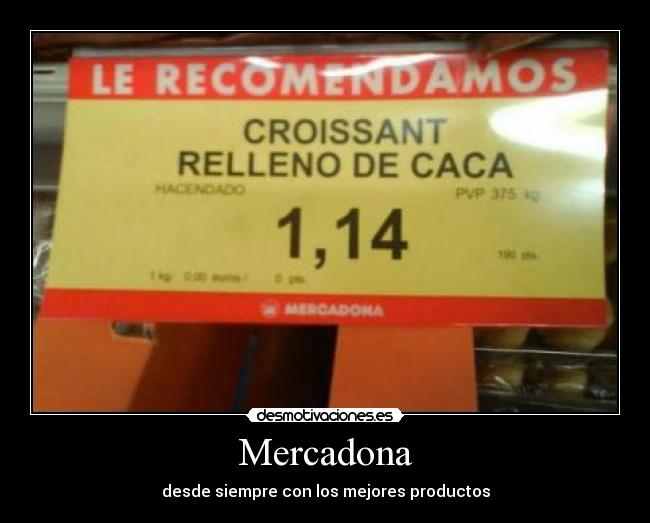 LE RECOMENDAMOS
CROISSANT
RELLENO DE CACA
HACENDADO PVP 375 kg
1,14
190 pts.
1 kg 0.00 euros / 0 pts.
MERCADONA
desmotivaciones.es
Mercadona
desde siempre con los mejores productos